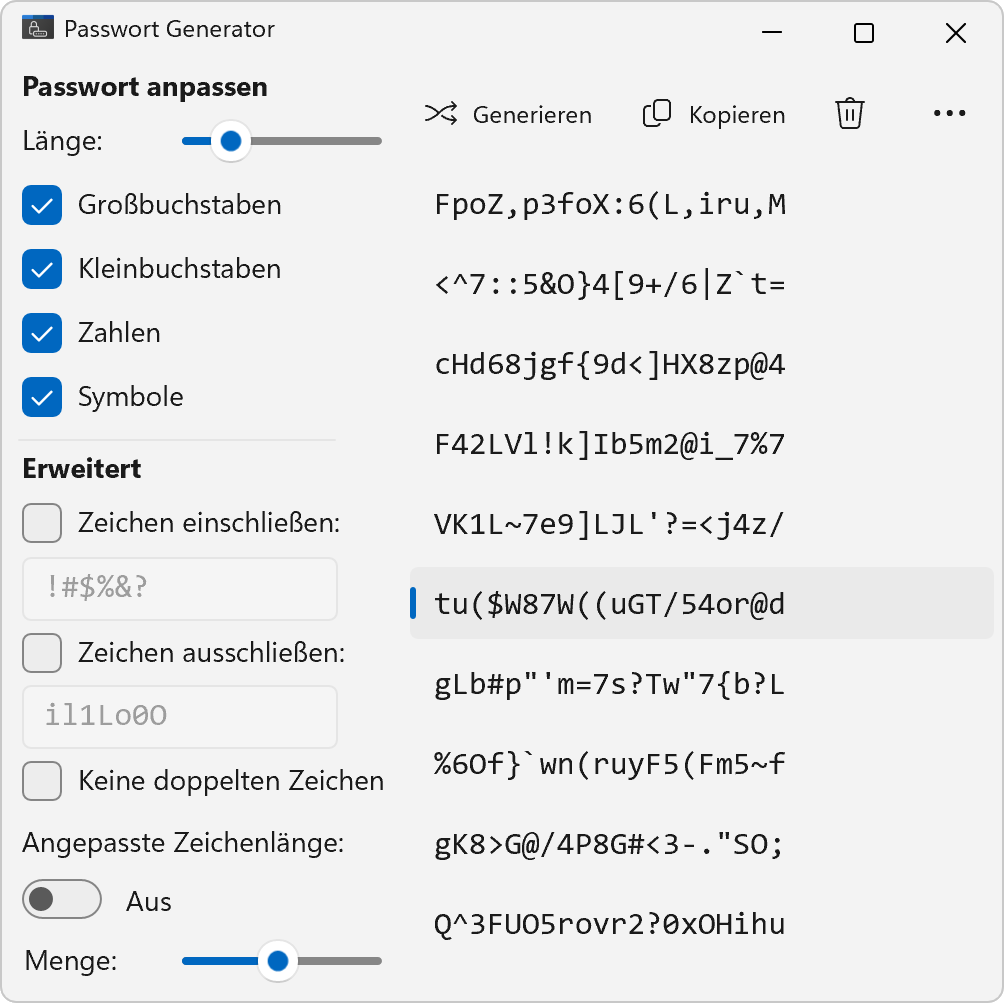 Passwort Generator
Passwort anpassen
Länge:
Großbuchstaben
Kleinbuchstaben
Zahlen
Symbole
Erweitert
Zeichen einschließen:
!#$%&?
Zeichen ausschließen:
il1Lo0O
Keine doppelten Zeichen
Angepasste Zeichenlänge:
Aus
Menge:
Generieren Kopieren
FpoZ,p3foX:6(L,iru,M
<^7::5&O}4[9+/6|Z`t=
cHd68jgf{9d<]HX8zp@4
F42LVl!k]Ib5m2@i_7%7
VK1L~7e9]LJL'?=<j4z/
tu($W87W((uGT/54or@d
gLb#p"'m=7s?Tw"7{b?L
%6Of}`wn(ruyF5(Fm5~f
gK8>G@/4P8G#<3-."SO;
Q^3FUO5rovr2?0xOHihu